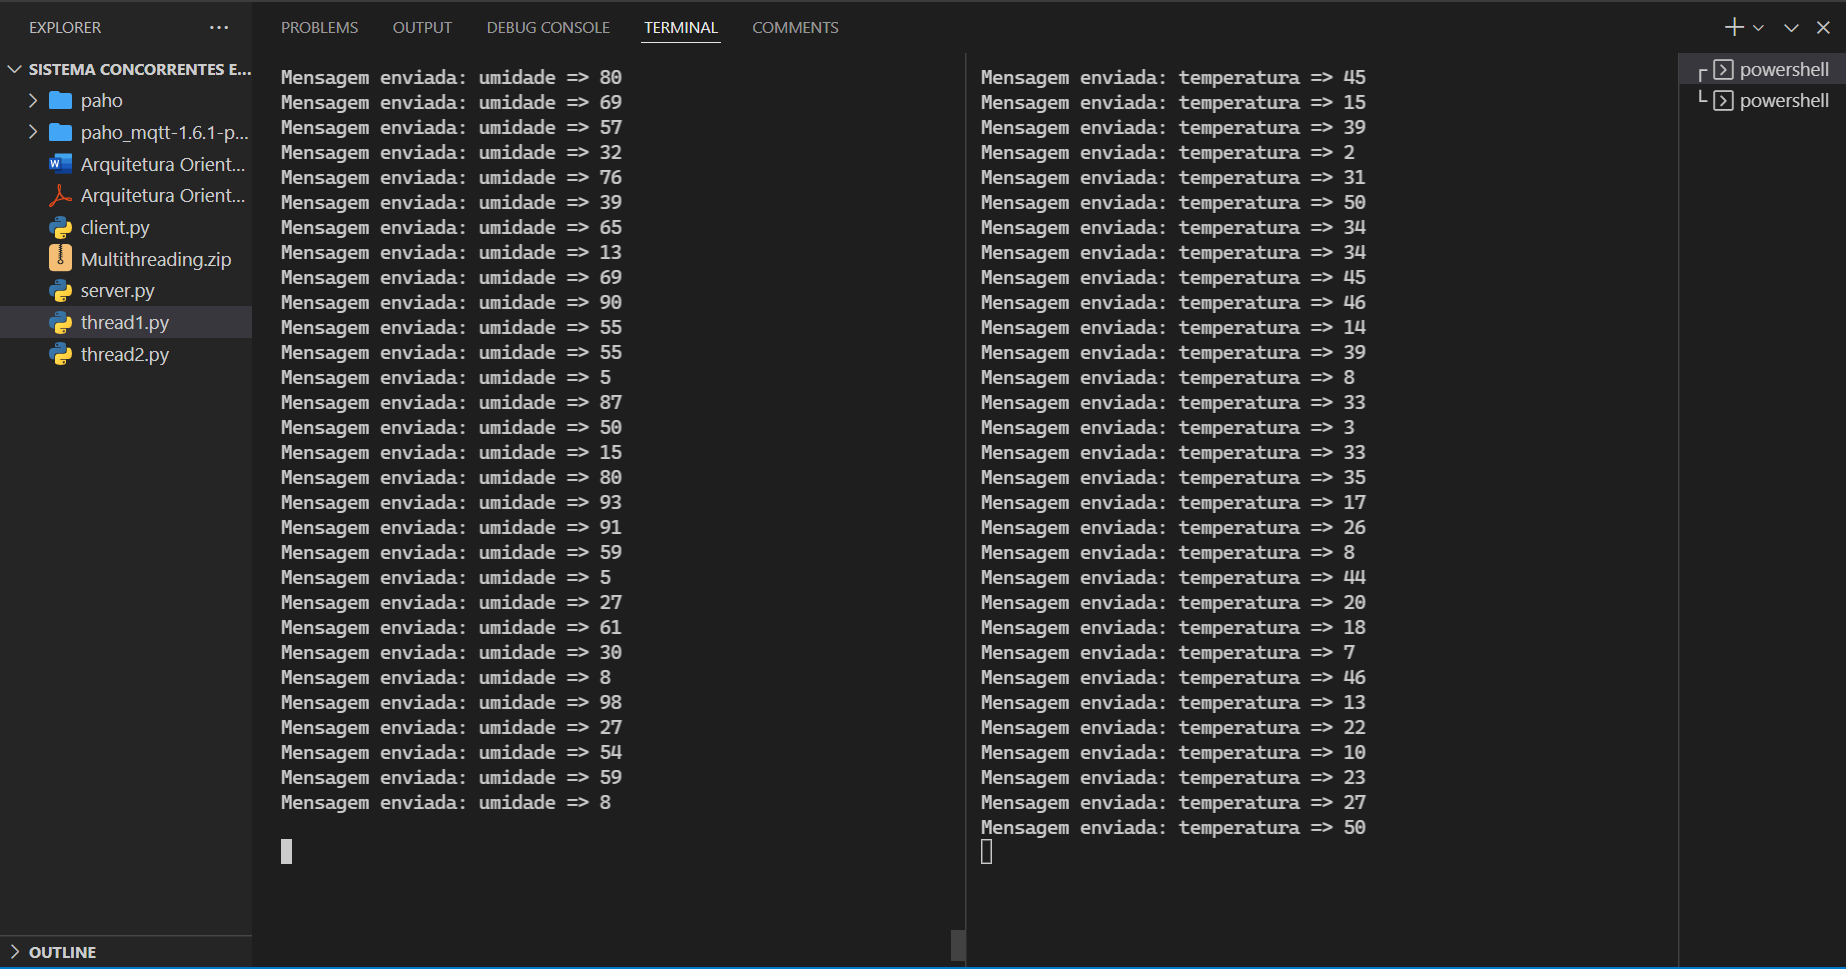 EXPLORER
SISTEMA CONCORRENTES E...
paho
paho_mqtt-1.6.1-p...
Arquitetura Orient...
Arquitetura Orient...
client.py
Multithreading.zip
server.py
thread1.py
thread2.py
OUTLINE
PROBLEMS OUTPUT DEBUG CONSOLE TERMINAL COMMENTS
Mensagem enviada: umidade => 80
Mensagem enviada: umidade => 69
Mensagem enviada: umidade => 57
Mensagem enviada: umidade => 32
Mensagem enviada: umidade => 76
Mensagem enviada: umidade => 39
Mensagem enviada: umidade => 65
Mensagem enviada: umidade => 13
Mensagem enviada: umidade => 69
Mensagem enviada: umidade => 90
Mensagem enviada: umidade => 55
Mensagem enviada: umidade => 55
Mensagem enviada: umidade => 5
Mensagem enviada: umidade => 87
Mensagem enviada: umidade => 50
Mensagem enviada: umidade => 15
Mensagem enviada: umidade => 80
Mensagem enviada: umidade => 93
Mensagem enviada: umidade => 91
Mensagem enviada: umidade => 59
Mensagem enviada: umidade => 5
Mensagem enviada: umidade => 27
Mensagem enviada: umidade => 61
Mensagem enviada: umidade => 30
Mensagem enviada: umidade => 8
Mensagem enviada: umidade => 98
Mensagem enviada: umidade => 27
Mensagem enviada: umidade => 54
Mensagem enviada: umidade => 59
Mensagem enviada: umidade => 8
Mensagem enviada: temperatura => 45
Mensagem enviada: temperatura => 15
Mensagem enviada: temperatura => 39
Mensagem enviada: temperatura => 2
Mensagem enviada: temperatura => 31
Mensagem enviada: temperatura => 50
Mensagem enviada: temperatura => 34
Mensagem enviada: temperatura => 34
Mensagem enviada: temperatura => 45
Mensagem enviada: temperatura => 46
Mensagem enviada: temperatura => 14
Mensagem enviada: temperatura => 39
Mensagem enviada: temperatura => 8
Mensagem enviada: temperatura => 33
Mensagem enviada: temperatura => 3
Mensagem enviada: temperatura => 33
Mensagem enviada: temperatura => 35
Mensagem enviada: temperatura => 17
Mensagem enviada: temperatura => 26
Mensagem enviada: temperatura => 8
Mensagem enviada: temperatura => 44
Mensagem enviada: temperatura => 20
Mensagem enviada: temperatura => 18
Mensagem enviada: temperatura => 7
Mensagem enviada: temperatura => 46
Mensagem enviada: temperatura => 13
Mensagem enviada: temperatura => 22
Mensagem enviada: temperatura => 10
Mensagem enviada: temperatura => 23
Mensagem enviada: temperatura => 27
Mensagem enviada: temperatura => 50
powershell
powershell